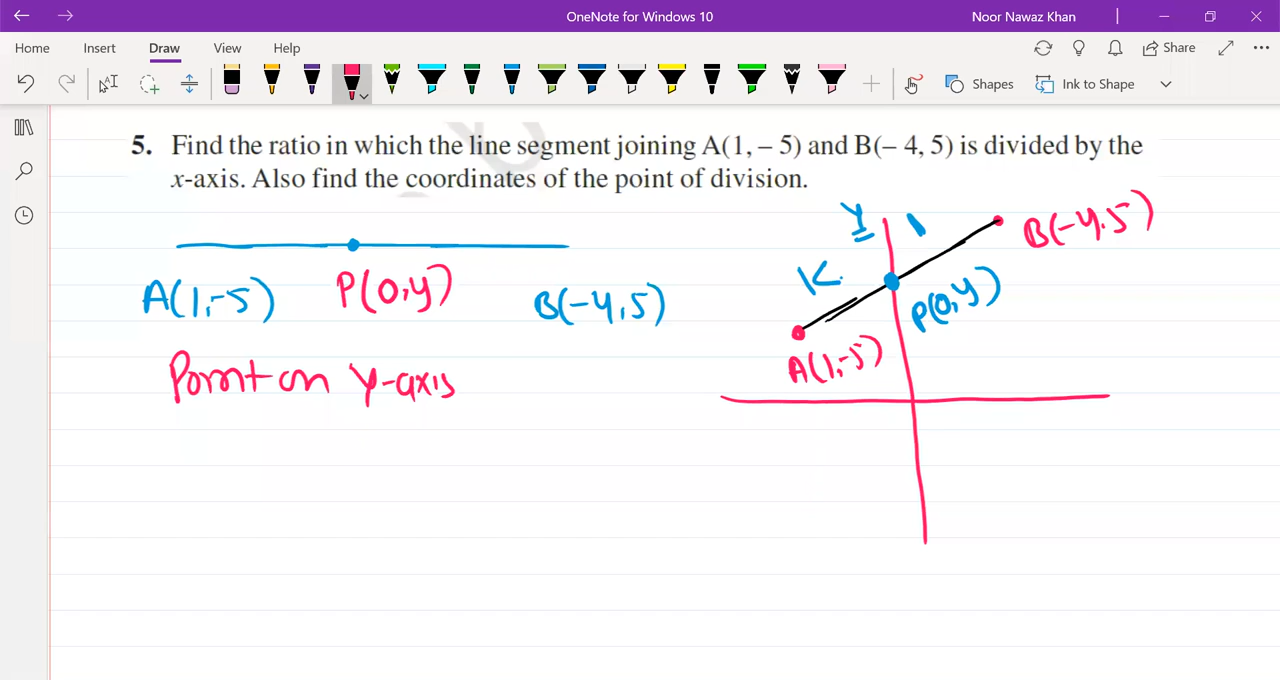 OneNote for Windows 10
Noor Nawaz Khan
Home Insert Draw View Help
Share
Shapes
Ink to Shape
5. Find the ratio in which the line segment joining A(1, – 5) and B(– 4, 5) is divided by the
x-axis. Also find the coordinates of the point of division.
A(1,-5) P(0,y) B(-4,5)
Point on y-axis
Y
1
B(-4,5)
K
P(0,y)
A(1,-5)